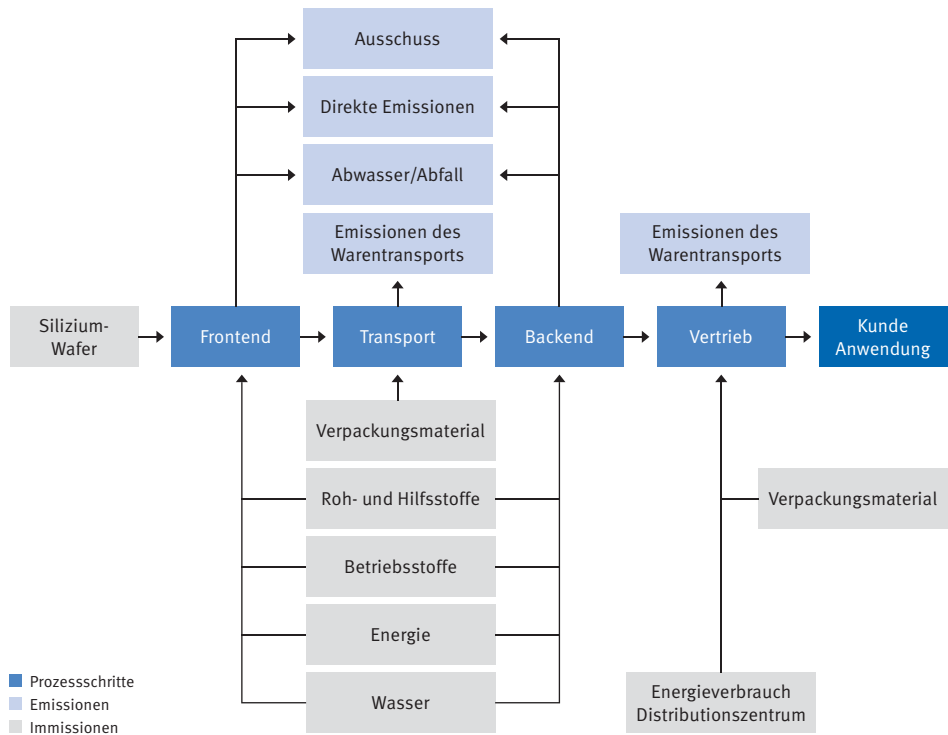 Ausschuss
Direkte Emissionen
Abwasser/Abfall
Emissionen des
Warentransports
Emissionen des
Warentransports
Silizium-
Wafer
Frontend
Transport
Backend
Vertrieb
Kunde
Anwendung
Verpackungsmaterial
Roh- und Hilfsstoffe
Verpackungsmaterial
Betriebsstoffe
Energie
Wasser
Energieverbrauch
Distributionszentrum
Prozessschritte
Emissionen
Immissionen